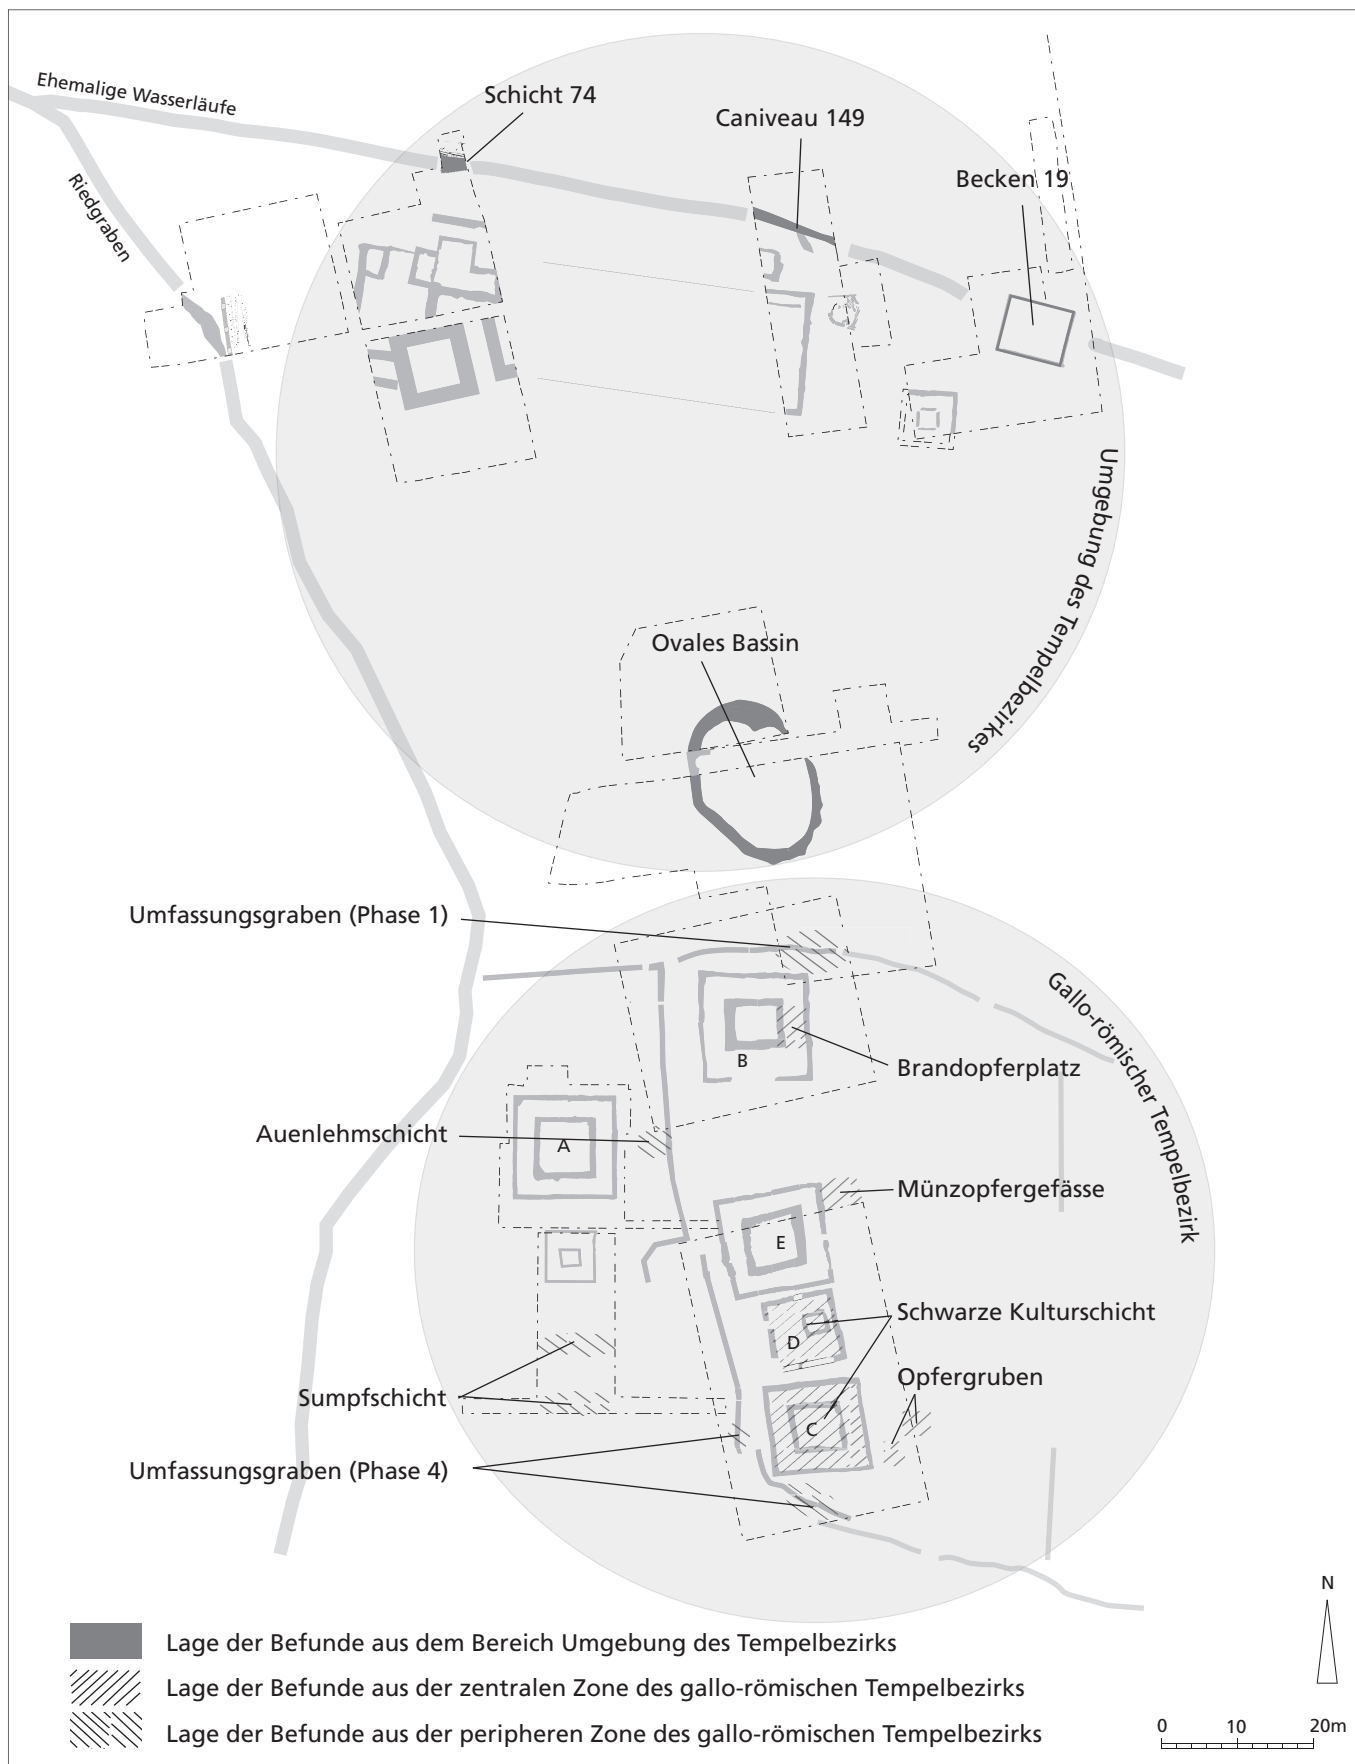 Ehemalige Wasserläufe
Schicht 74
Caniveau 149
Becken 19
Riedgraben
Umgebung des Tempelbezirkes
Ovales Bassin
Umfassungsgraben (Phase 1)
Gallo-römischer Tempelbezirk
B
Brandopferplatz
Auenlehmschicht
A
Münzopfergefässe
E
Schwarze Kulturschicht
D
Opfergruben
Sumpfschicht
C
Umfassungsgraben (Phase 4)
N
Lage der Befunde aus dem Bereich Umgebung des Tempelbezirks
Lage der Befunde aus der zentralen Zone des gallo-römischen Tempelbezirks
Lage der Befunde aus der peripheren Zone des gallo-römischen Tempelbezirks
0 10 20m